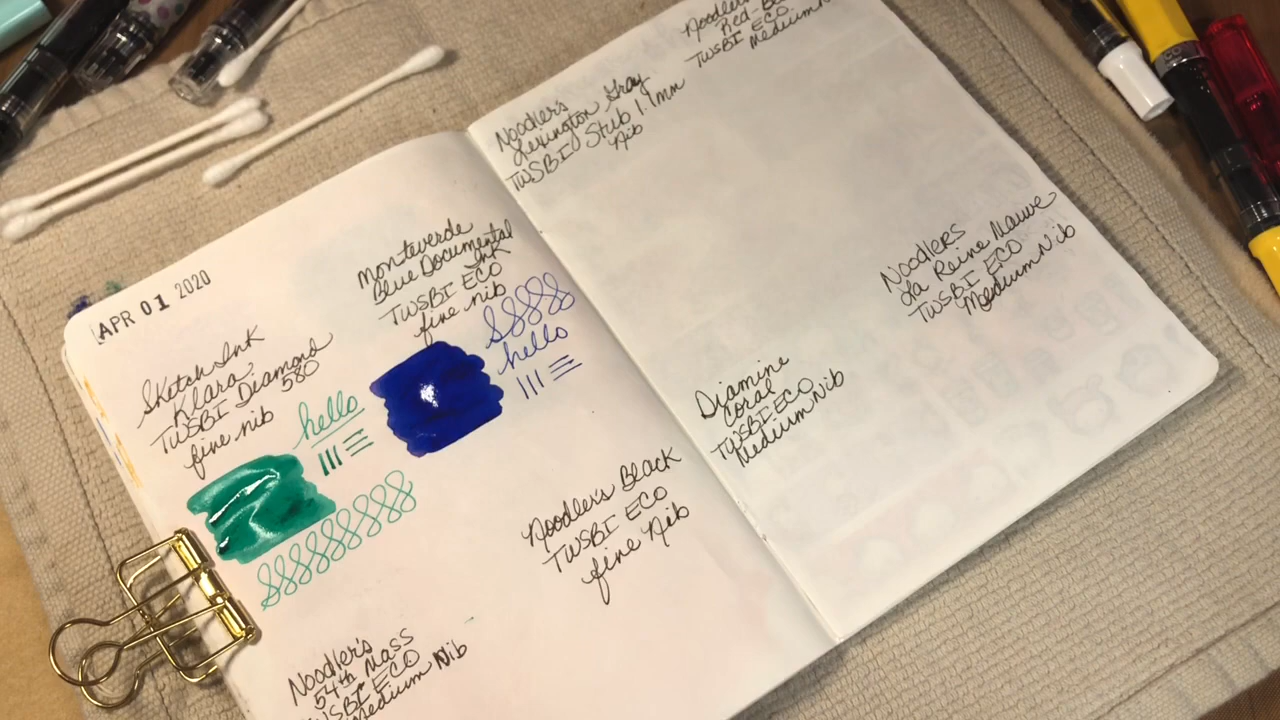 APR 01 2020
Sketch Ink
Klara
TWSBI Diamond
580
fine nib
hello
Monteverde
Blue Documental
Ink
TWSBI ECO
fine nib
hello
Noodler's Black
TWSBI ECO
fine Nib
Noodler's
54th Mass
TWSBI ECO
Medium Nib
Noodler's
Lexington Gray
TWSBI Stub 1.1mm
Nib
TWSBI ECO
Medium
Noodlers
La Reine Mauve
TWSBI ECO
Medium Nib
Diamine
Coral
TWSBI ECO
Medium Nib